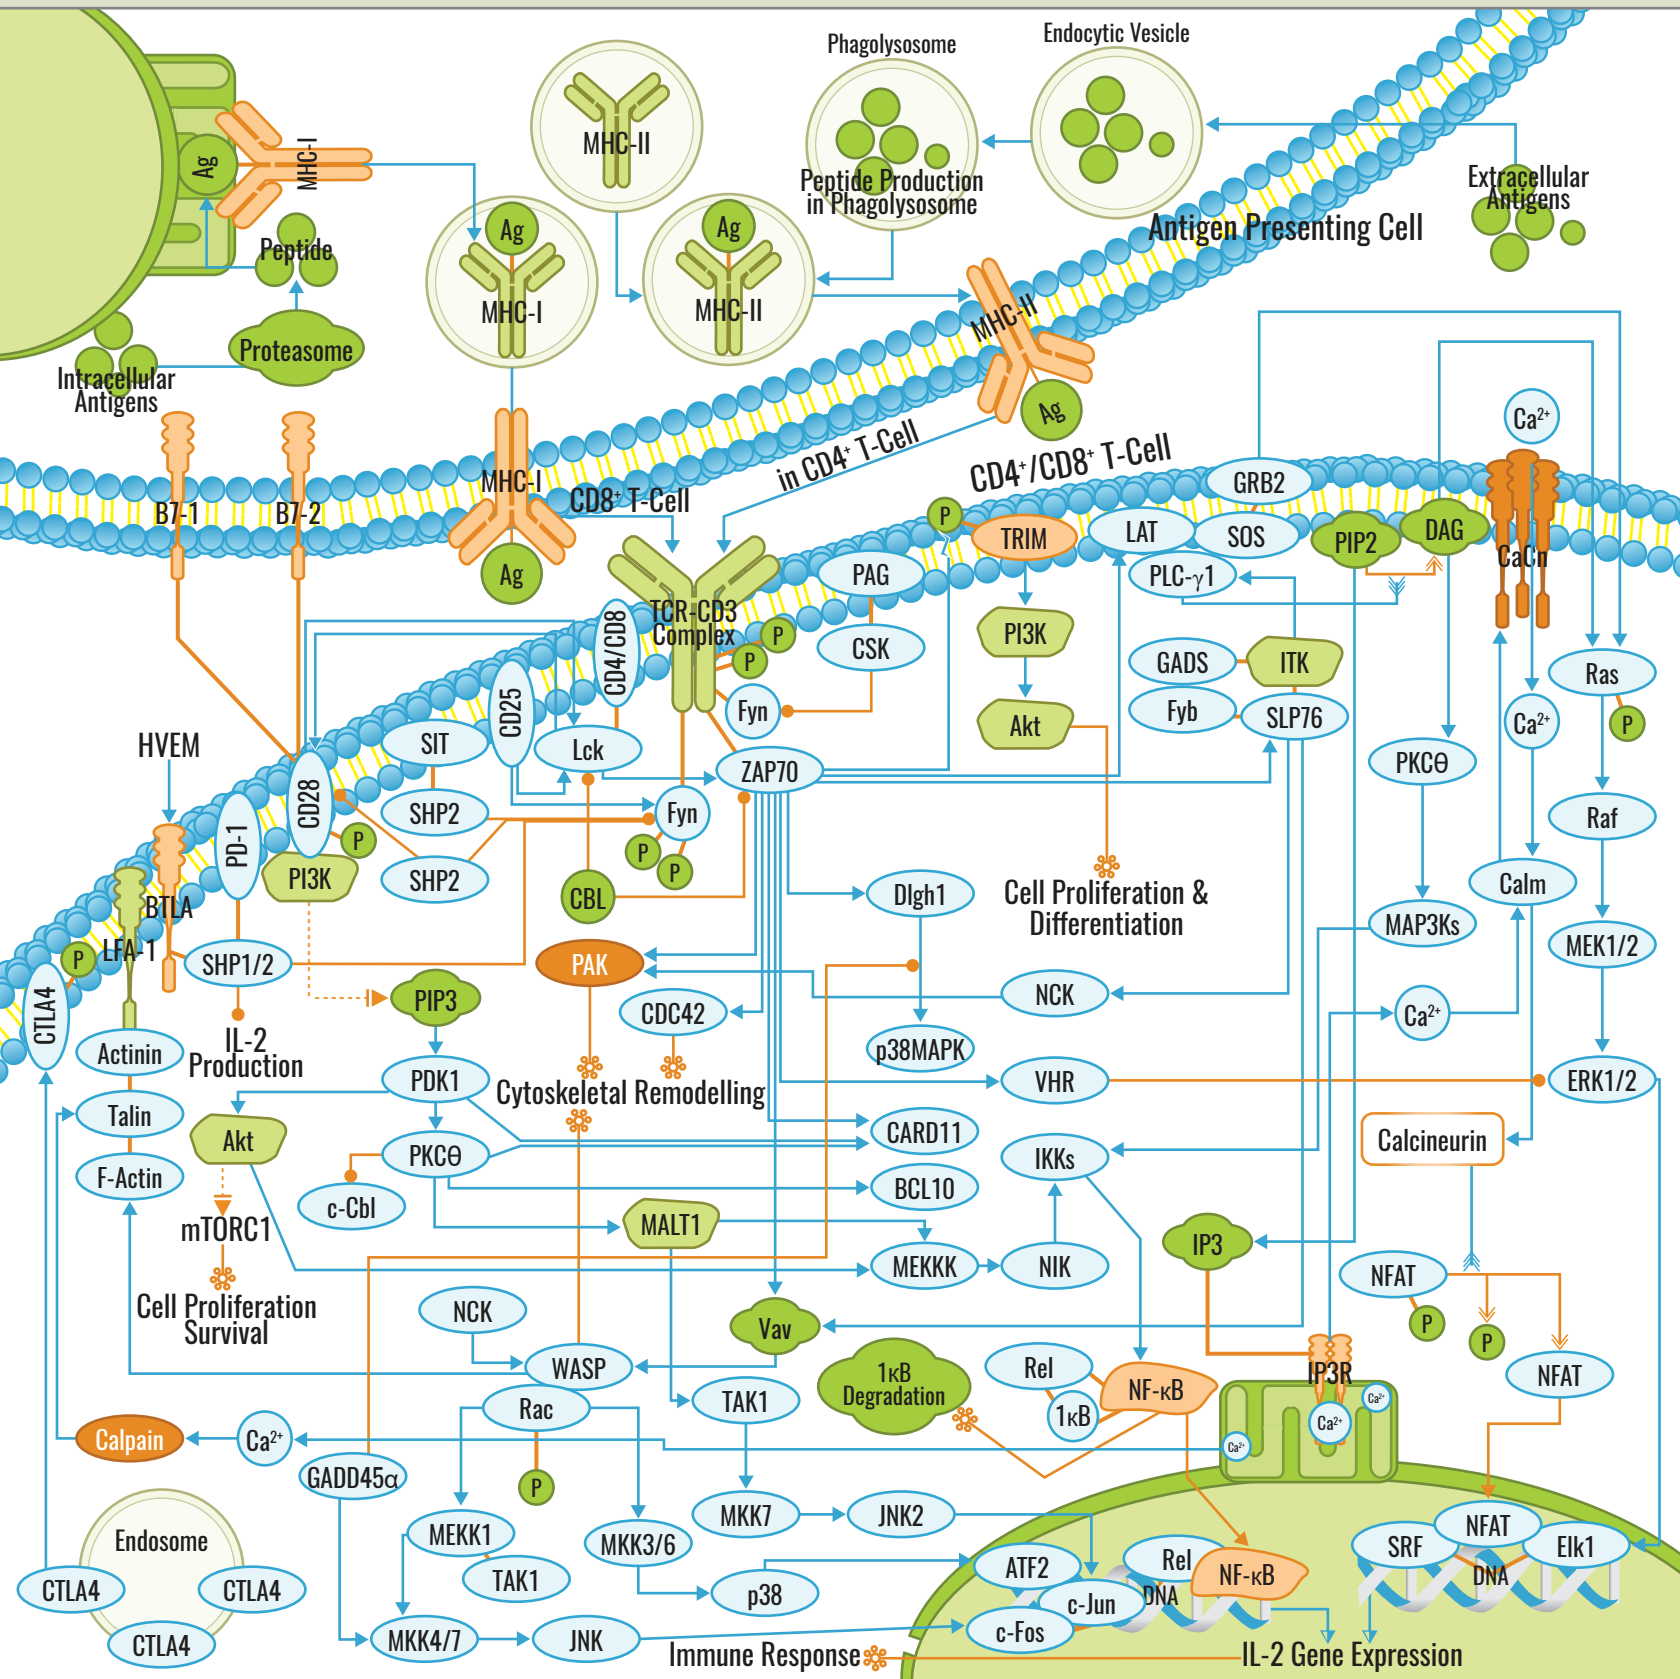 Phagolysosome
Endocytic Vesicle
MHC-II
Ag
MHC-I
Peptide Production
in Phagolysosome
Extracellular
Antigens
Antigen Presenting Cell
Peptide
Ag
MHC-I
Ag
MHC-II
MHC-II
Ag
Proteasome
Intracellular
Antigens
B7-1
B7-2
MHC-I
Ag
CD8⁺ T-Cell
in CD4⁺ T-Cell
CD4⁺/CD8⁺ T-Cell
Ca²⁺
GRB2
P
TRIM
LAT
SOS
PIP2
DAG
CaCn
PAG
PLC-γ1
TCR-CD3
Complex
P
P
CD4/CD8
CSK
PI3K
GADS
ITK
Ras
P
CD25
Fyn
Akt
Fyb
SLP76
Ca²⁺
HVEM
SIT
Lck
ZAP70
PKCθ
CD28
SHP2
Fyn
Raf
PD-1
P
P
P
PI3K
SHP2
CBL
Dlgh1
Cell Proliferation &
Differentiation
Calm
BTLA
MAP3Ks
MEK1/2
LFA-1
P
SHP1/2
PAK
CTLA4
PIP3
CDC42
NCK
Ca²⁺
IL-2
Production
Actinin
p38MAPK
PDK1
Cytoskeletal Remodelling
VHR
ERK1/2
Talin
Akt
CARD11
Calcineurin
PKCθ
IKKs
F-Actin
c-Cbl
BCL10
mTORC1
MALT1
IP3
MEKKK
NIK
NFAT
Cell Proliferation
Survival
NCK
Vav
P
P
WASP
1κB
Degradation
Rel
NF-κB
IP3R
NFAT
Rac
TAK1
1κB
Ca²⁺
Ca²⁺
Calpain
Ca²⁺
Ca²⁺
GADD45α
P
MKK7
JNK2
Endosome
MEKK1
MKK3/6
NFAT
SRF
Elk1
ATF2
Rel
NF-κB
DNA
CTLA4
CTLA4
TAK1
p38
c-Jun
DNA
c-Fos
CTLA4
MKK4/7
JNK
Immune Response
IL-2 Gene Expression